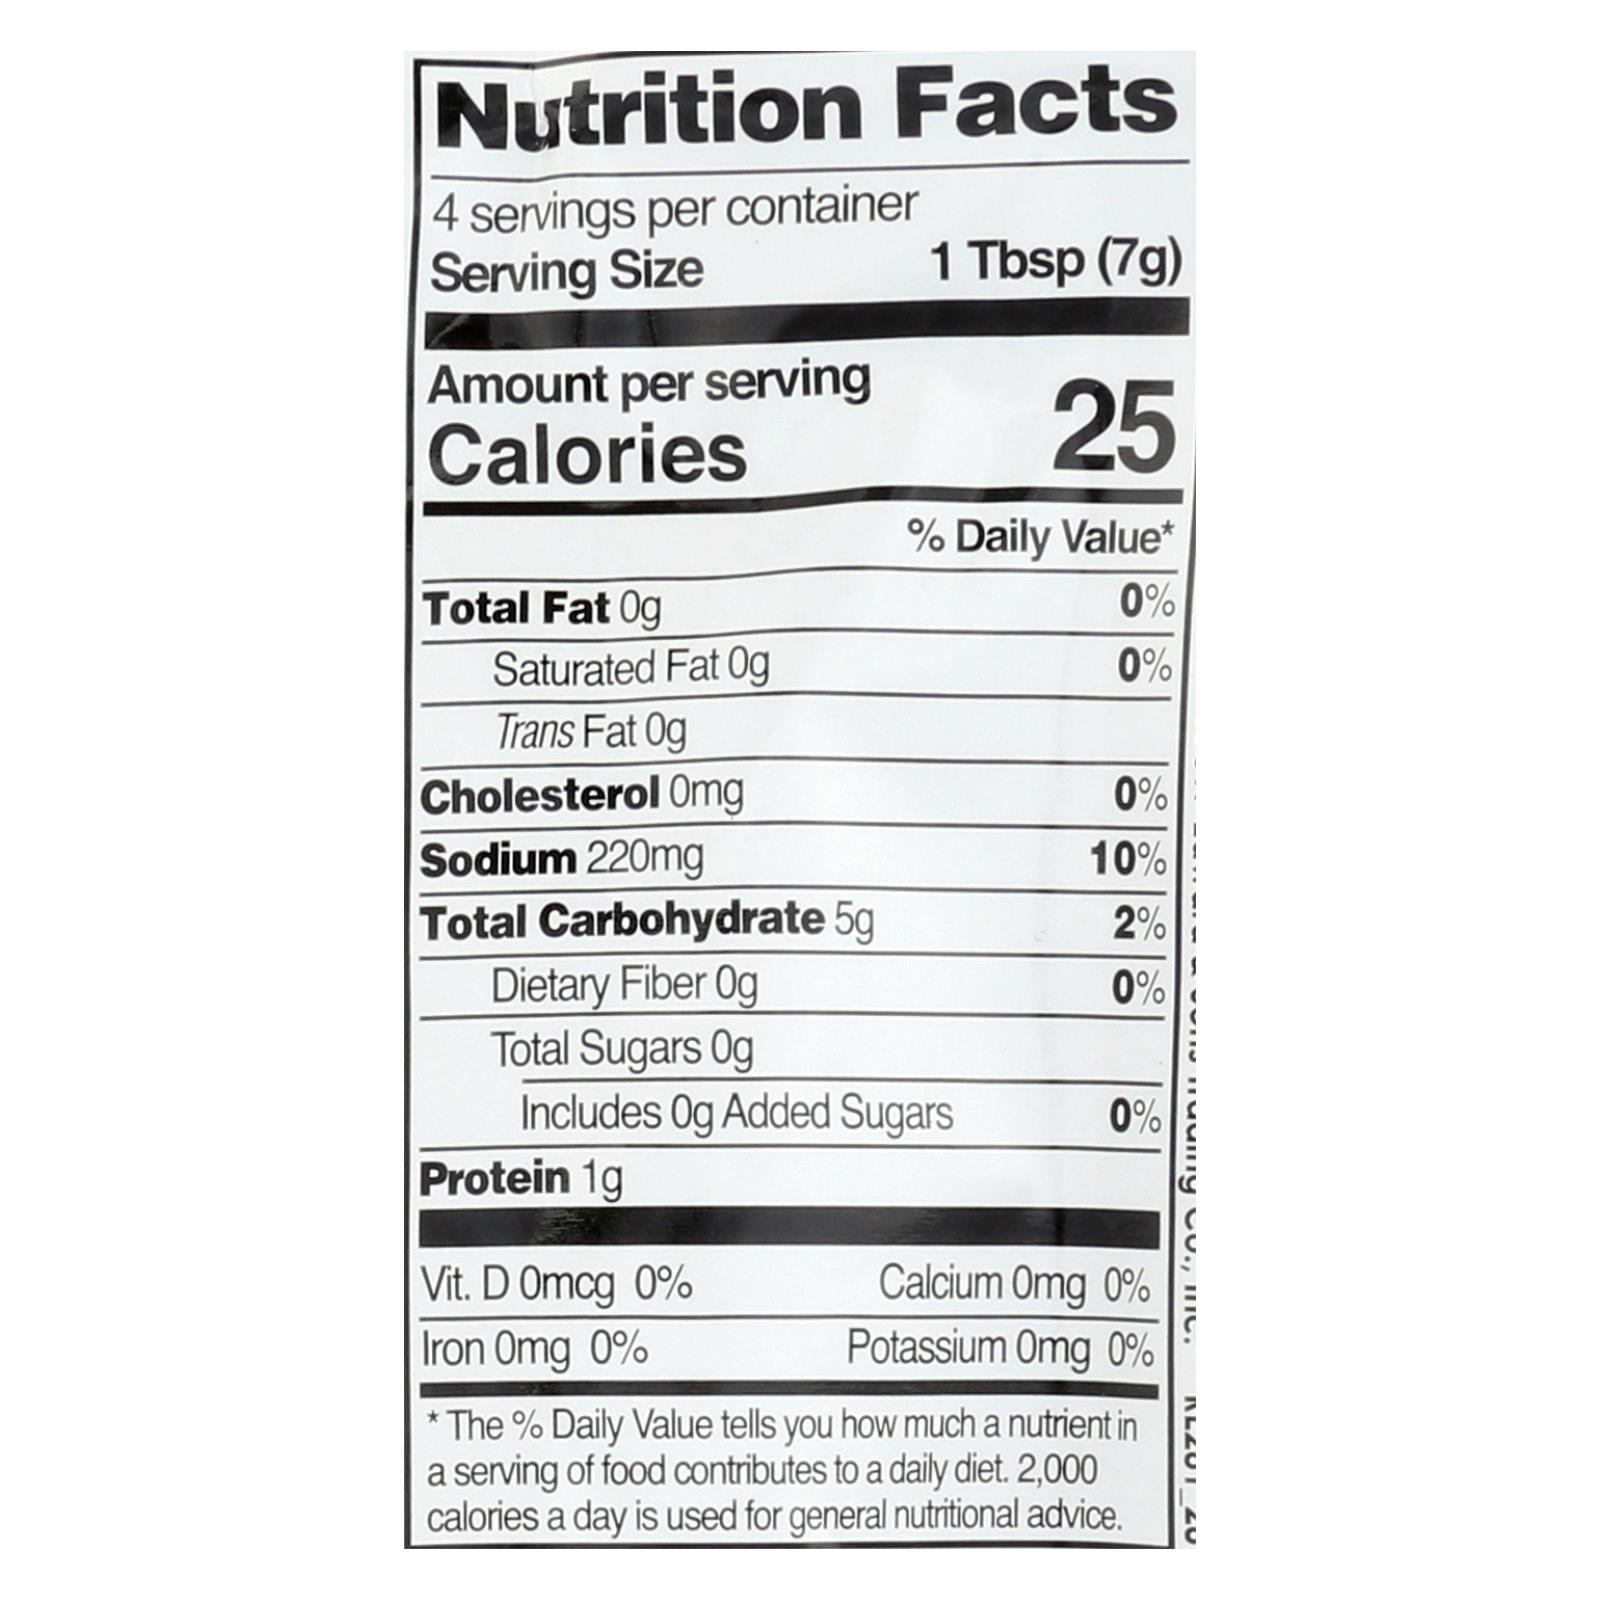 Nutrition Facts
4 servings per container
Serving Size 1 Tbsp (7g)
Amount per serving
Calories 25
% Daily Value*
Total Fat 0g 0%
Saturated Fat 0g 0%
Trans Fat 0g
Cholesterol 0mg 0%
Sodium 220mg 10%
Total Carbohydrate 5g 2%
Dietary Fiber 0g 0%
Total Sugars 0g
Includes 0g Added Sugars 0%
Protein 1g
Vit. D 0mcg 0% Calcium 0mg 0%
Iron 0mg 0% Potassium 0mg 0%
* The % Daily Value tells you how much a nutrient in
a serving of food contributes to a daily diet. 2,000
calories a day is used for general nutritional advice.
Co., Inc.